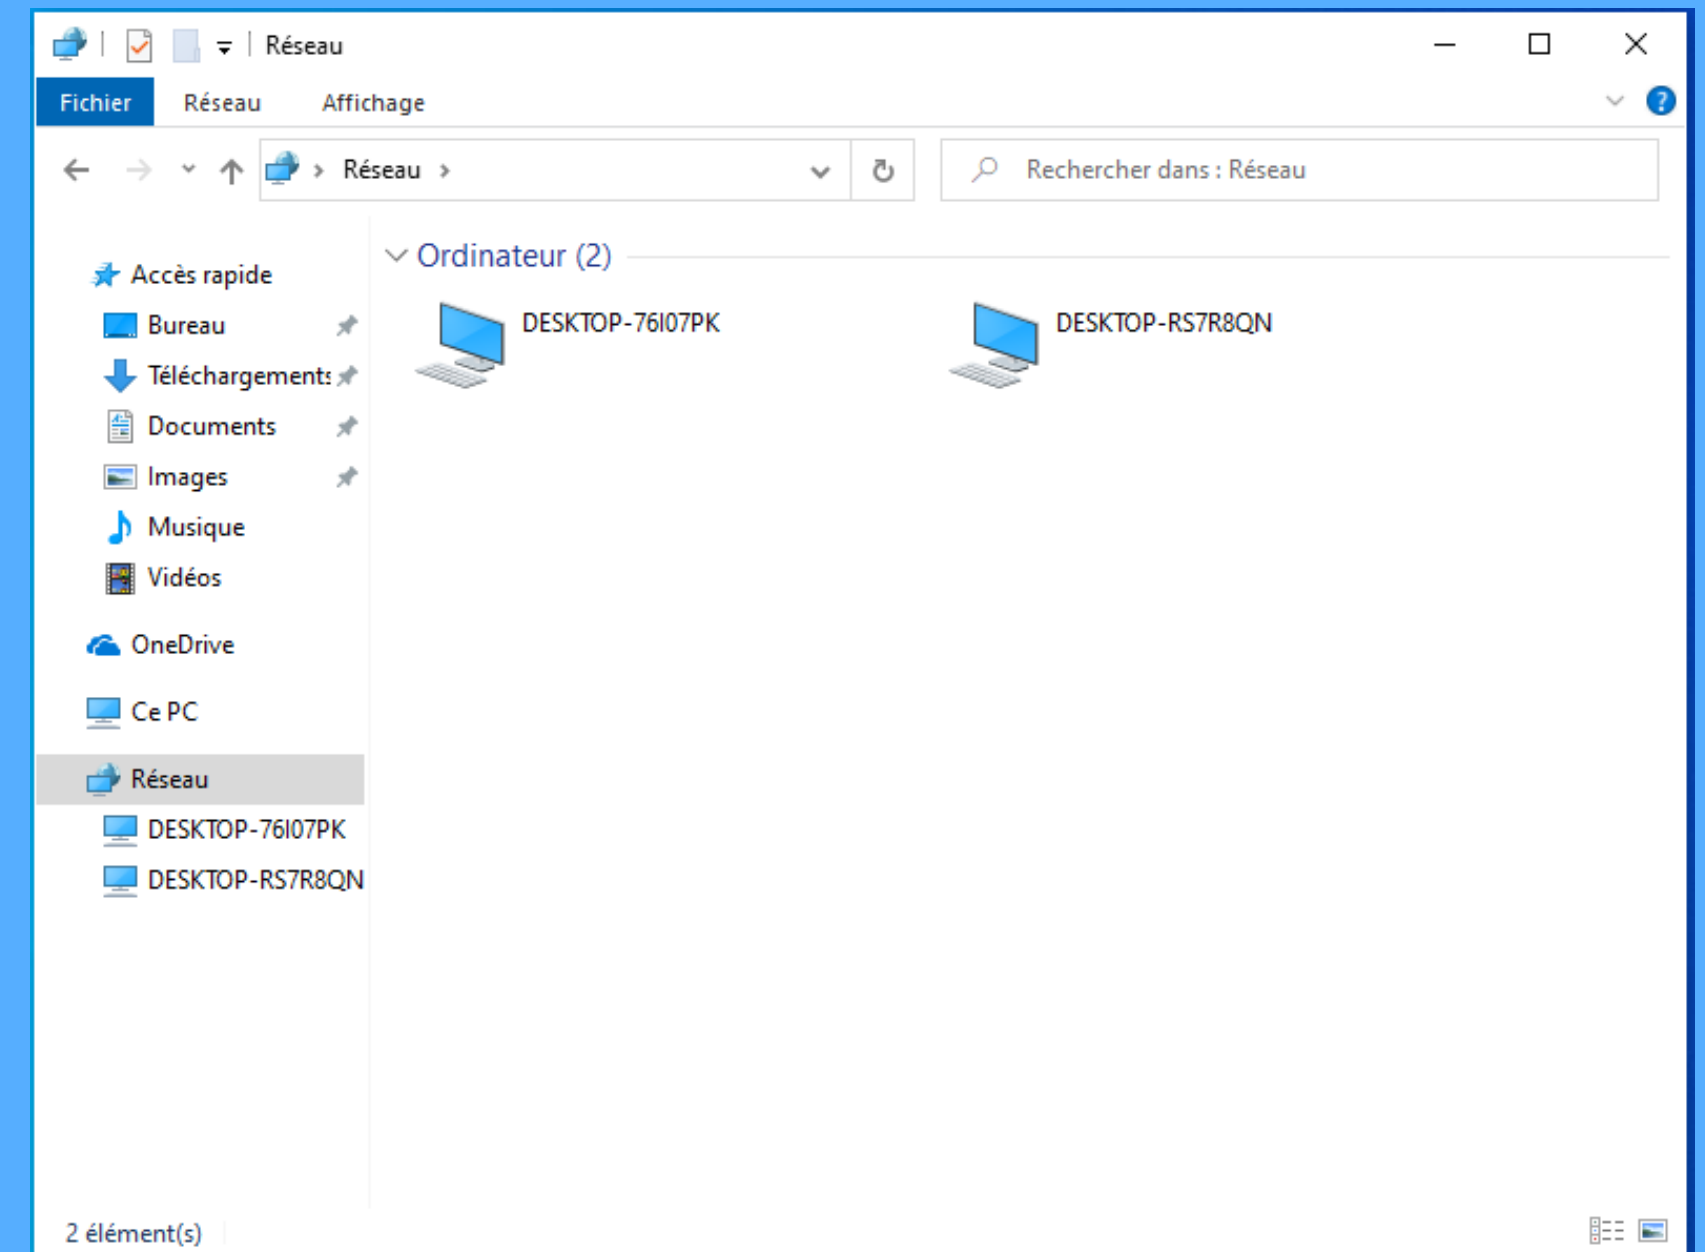 Réseau
Fichier Réseau Affichage
Réseau
Rechercher dans : Réseau
Accès rapide
Bureau
Téléchargements
Documents
Images
Musique
Vidéos
OneDrive
Ce PC
Réseau
DESKTOP-76I07PK
DESKTOP-RS7R8QN
Ordinateur (2)
DESKTOP-76I07PK
DESKTOP-RS7R8QN
2 élément(s)